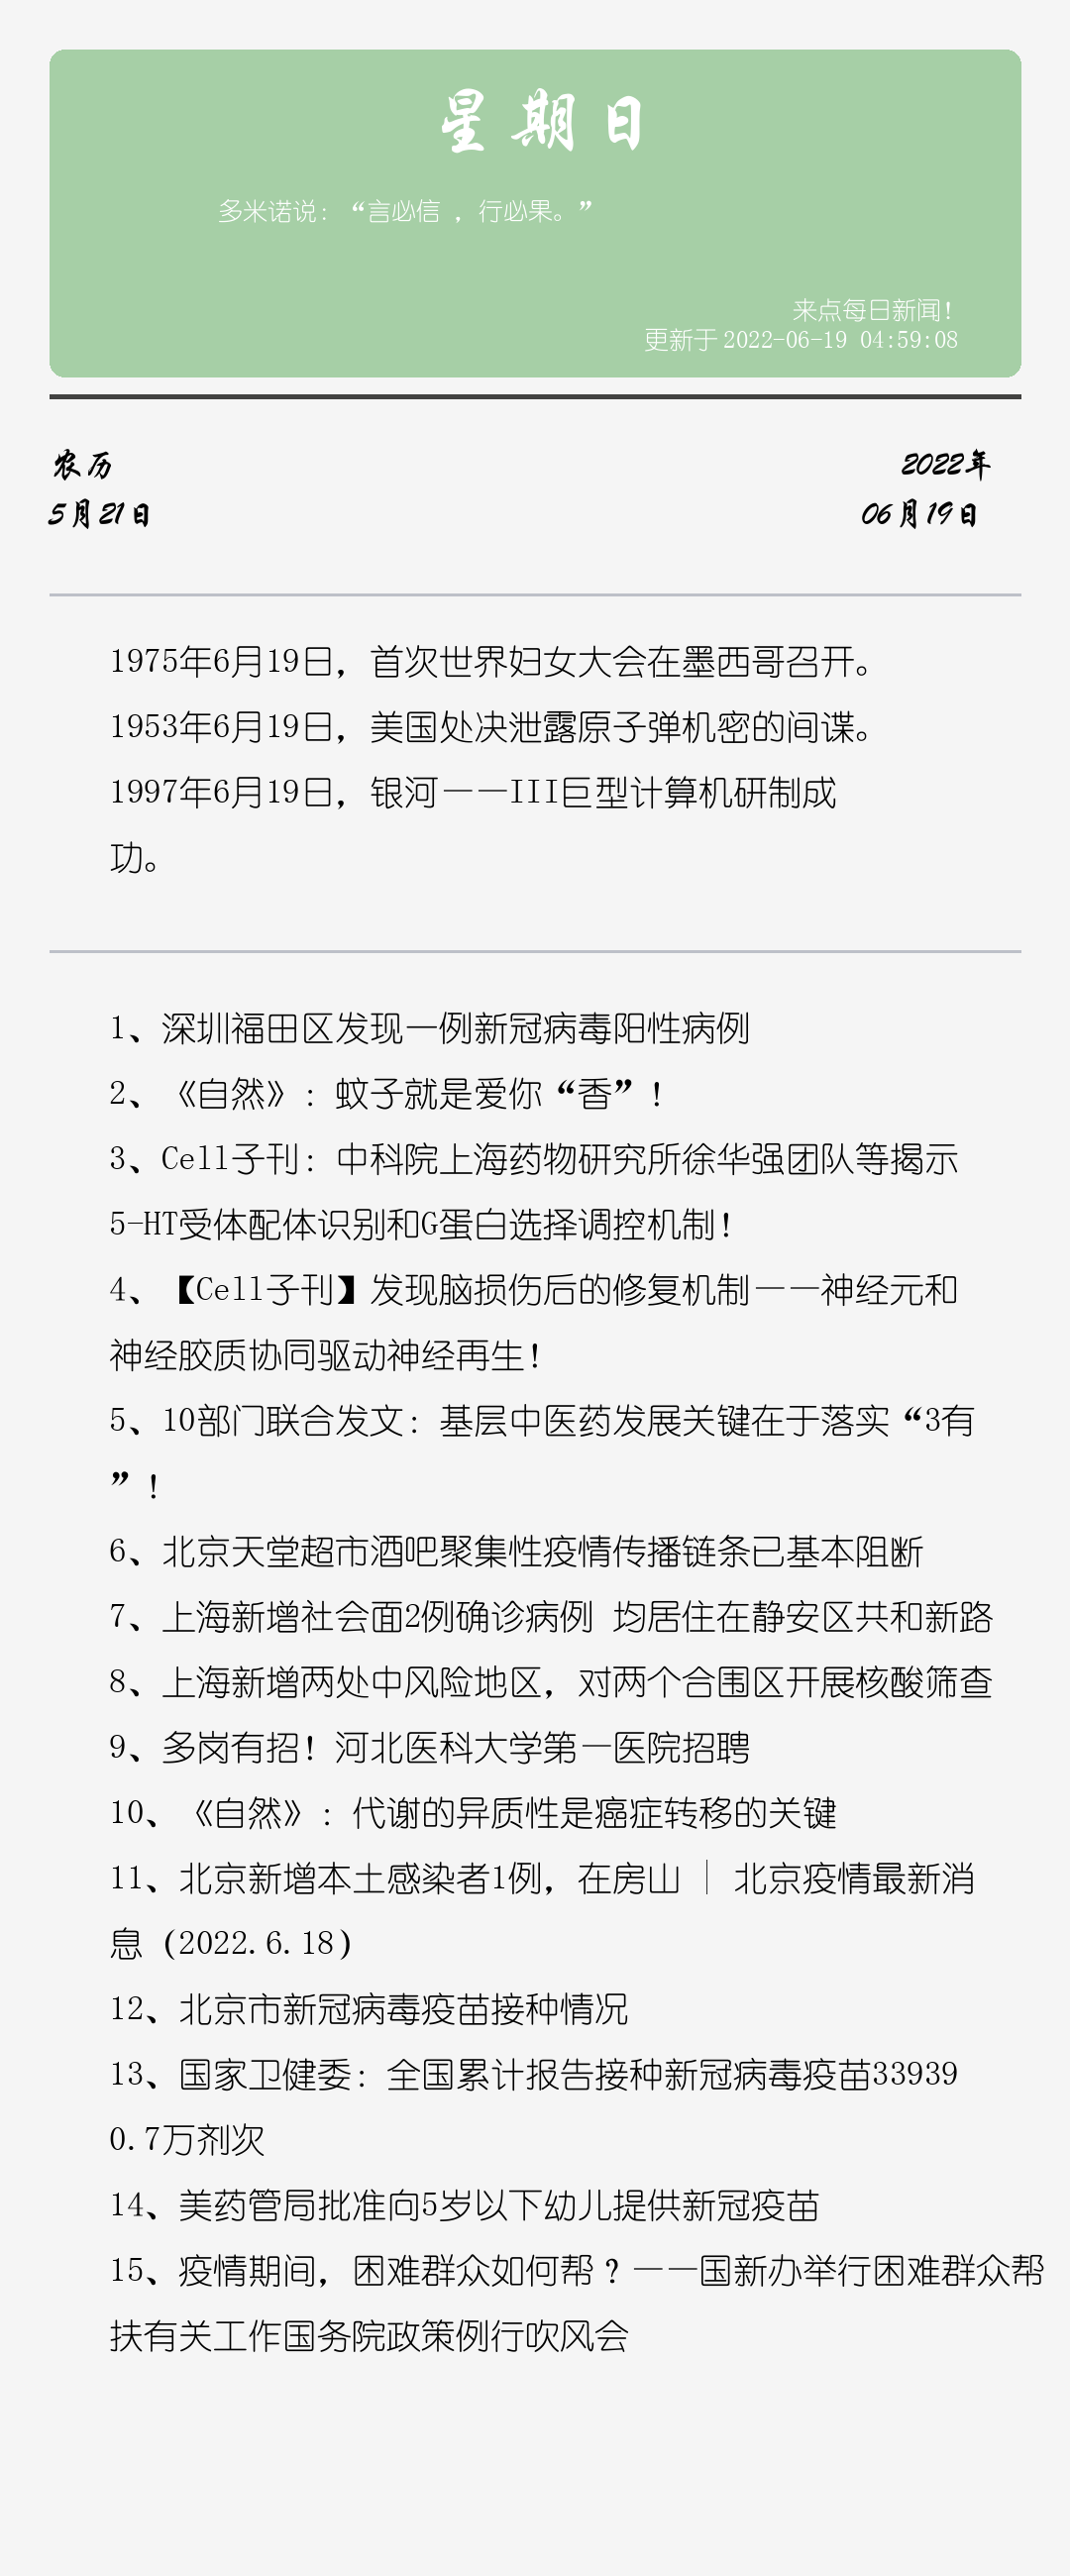 星期日
多米诺说：“言必信 ，行必果。”
来点每日新闻！
更新于 2022-06-19 04:59:08
农历
2022年
5月21日
06月19日
1975年6月19日，首次世界妇女大会在墨西哥召开。
1953年6月19日，美国处决泄露原子弹机密的间谍。
1997年6月19日，银河——III巨型计算机研制成
功。
1、深圳福田区发现一例新冠病毒阳性病例
2、《自然》：蚊子就是爱你“香”！
3、Cell子刊：中科院上海药物研究所徐华强团队等揭示
5-HT受体配体识别和G蛋白选择调控机制！
4、【Cell子刊】发现脑损伤后的修复机制——神经元和
神经胶质协同驱动神经再生！
5、10部门联合发文：基层中医药发展关键在于落实“3有
”！
6、北京天堂超市酒吧聚集性疫情传播链条已基本阻断
7、上海新增社会面2例确诊病例 均居住在静安区共和新路
8、上海新增两处中风险地区，对两个合围区开展核酸筛查
9、多岗有招！河北医科大学第一医院招聘
10、《自然》：代谢的异质性是癌症转移的关键
11、北京新增本土感染者1例，在房山 │ 北京疫情最新消
息（2022.6.18）
12、北京市新冠病毒疫苗接种情况
13、国家卫健委：全国累计报告接种新冠病毒疫苗33939
0.7万剂次
14、美药管局批准向5岁以下幼儿提供新冠疫苗
15、疫情期间，困难群众如何帮？——国新办举行困难群众帮
扶有关工作国务院政策例行吹风会